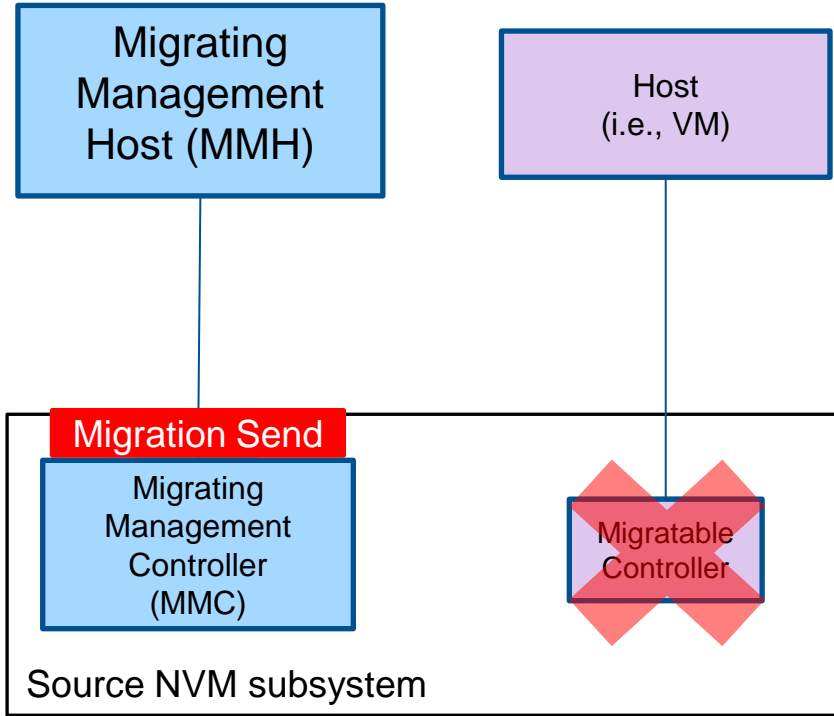 Migrating
Management
Host (MMH)
Host
(i.e., VM)
Migration Send
Migrating
Management
Controller
(MMC)
Migratable
Controller
Source NVM subsystem